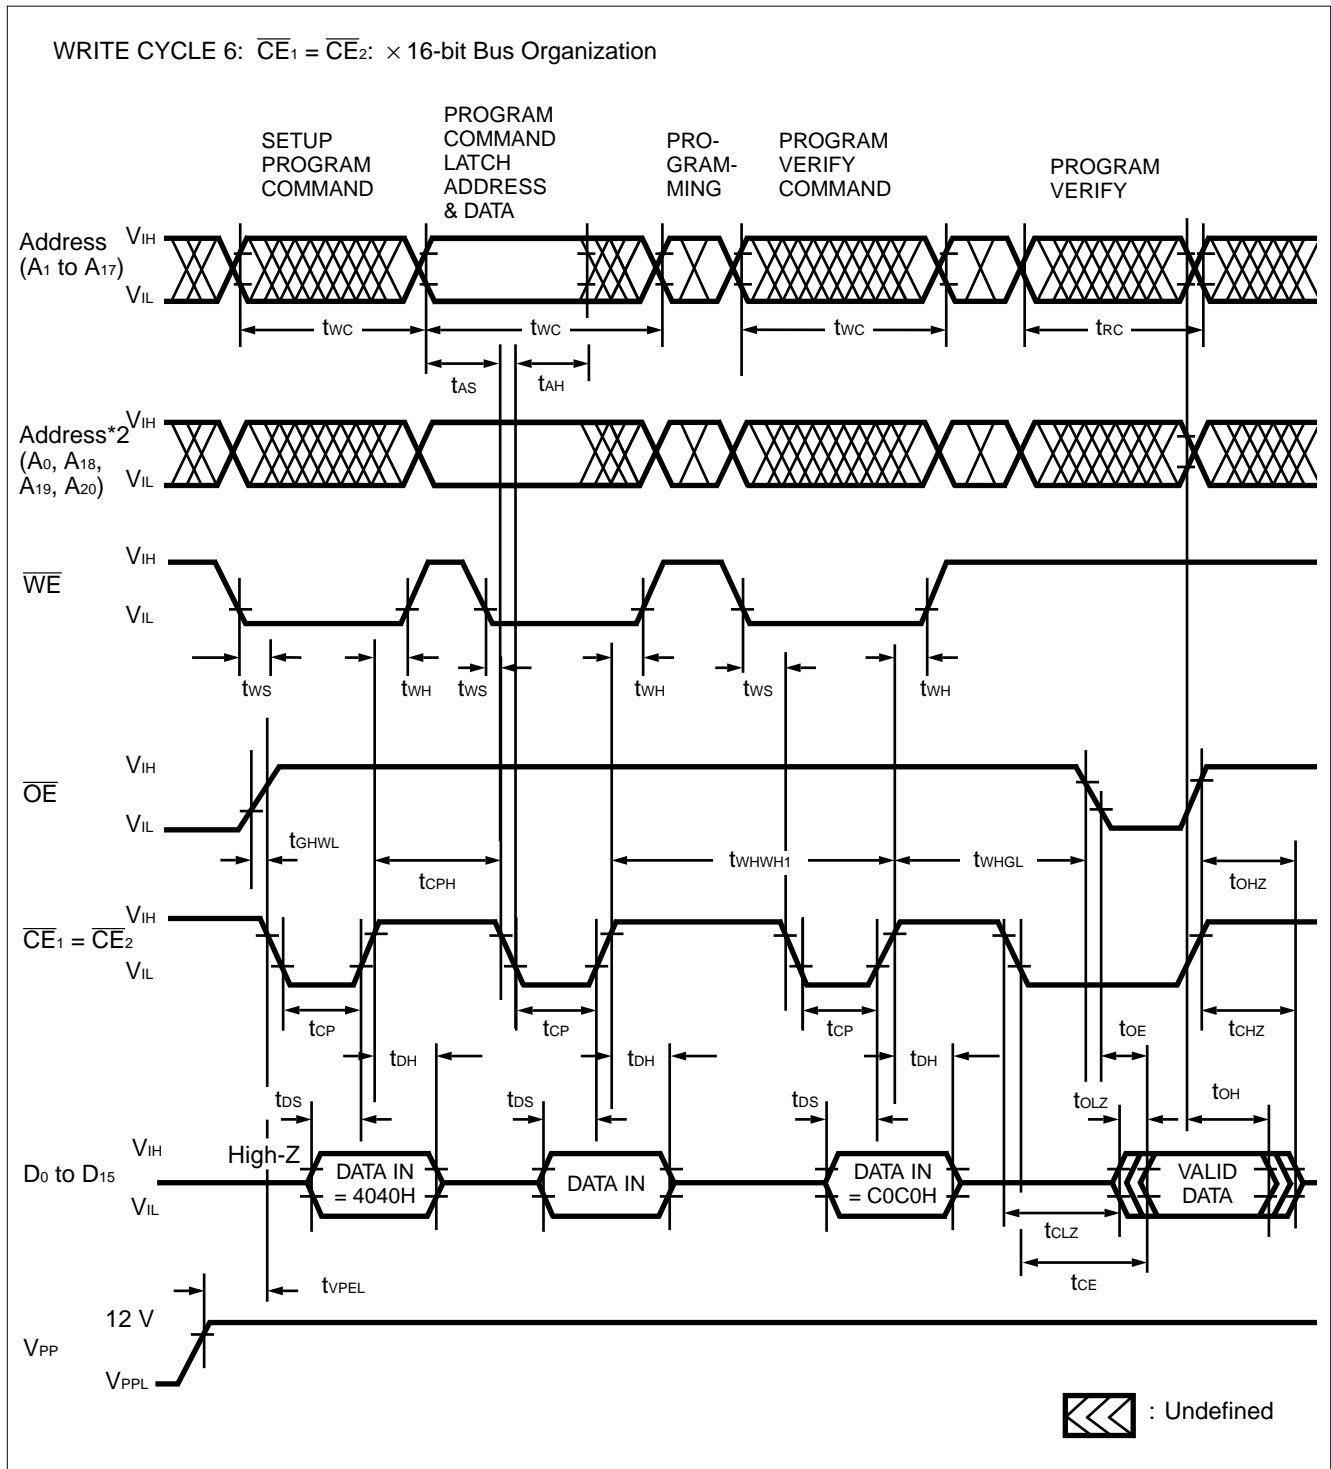 WRITE CYCLE 6: CE1 = CE2: × 16-bit Bus Organization
SETUP
PROGRAM
COMMAND
PROGRAM
COMMAND
LATCH
ADDRESS
& DATA
PRO-
GRAM-
MING
PROGRAM
VERIFY
COMMAND
PROGRAM
VERIFY
Address
(A1 to A17)
VIH
VIL
tWC
tWC
tWC
tRC
tAS
tAH
Address*2
(A0, A18,
A19, A20)
VIH
VIL
WE
VIH
VIL
tWS
tWH
tWS
tWH
tWS
tWH
OE
VIH
VIL
tGHWL
tCPH
tWHWH1
tWHGL
tOHZ
CE1 = CE2
VIH
VIL
tCP
tCP
tCP
tOE
tCHZ
tDH
tDH
tDH
tDS
tDS
tDS
tOLZ
tOH
D0 to D15
VIH
VIL
High-Z
DATA IN
= 4040H
DATA IN
DATA IN
= C0C0H
VALID
DATA
tCLZ
tCE
tVPEL
VPP
12 V
VPPL
: Undefined